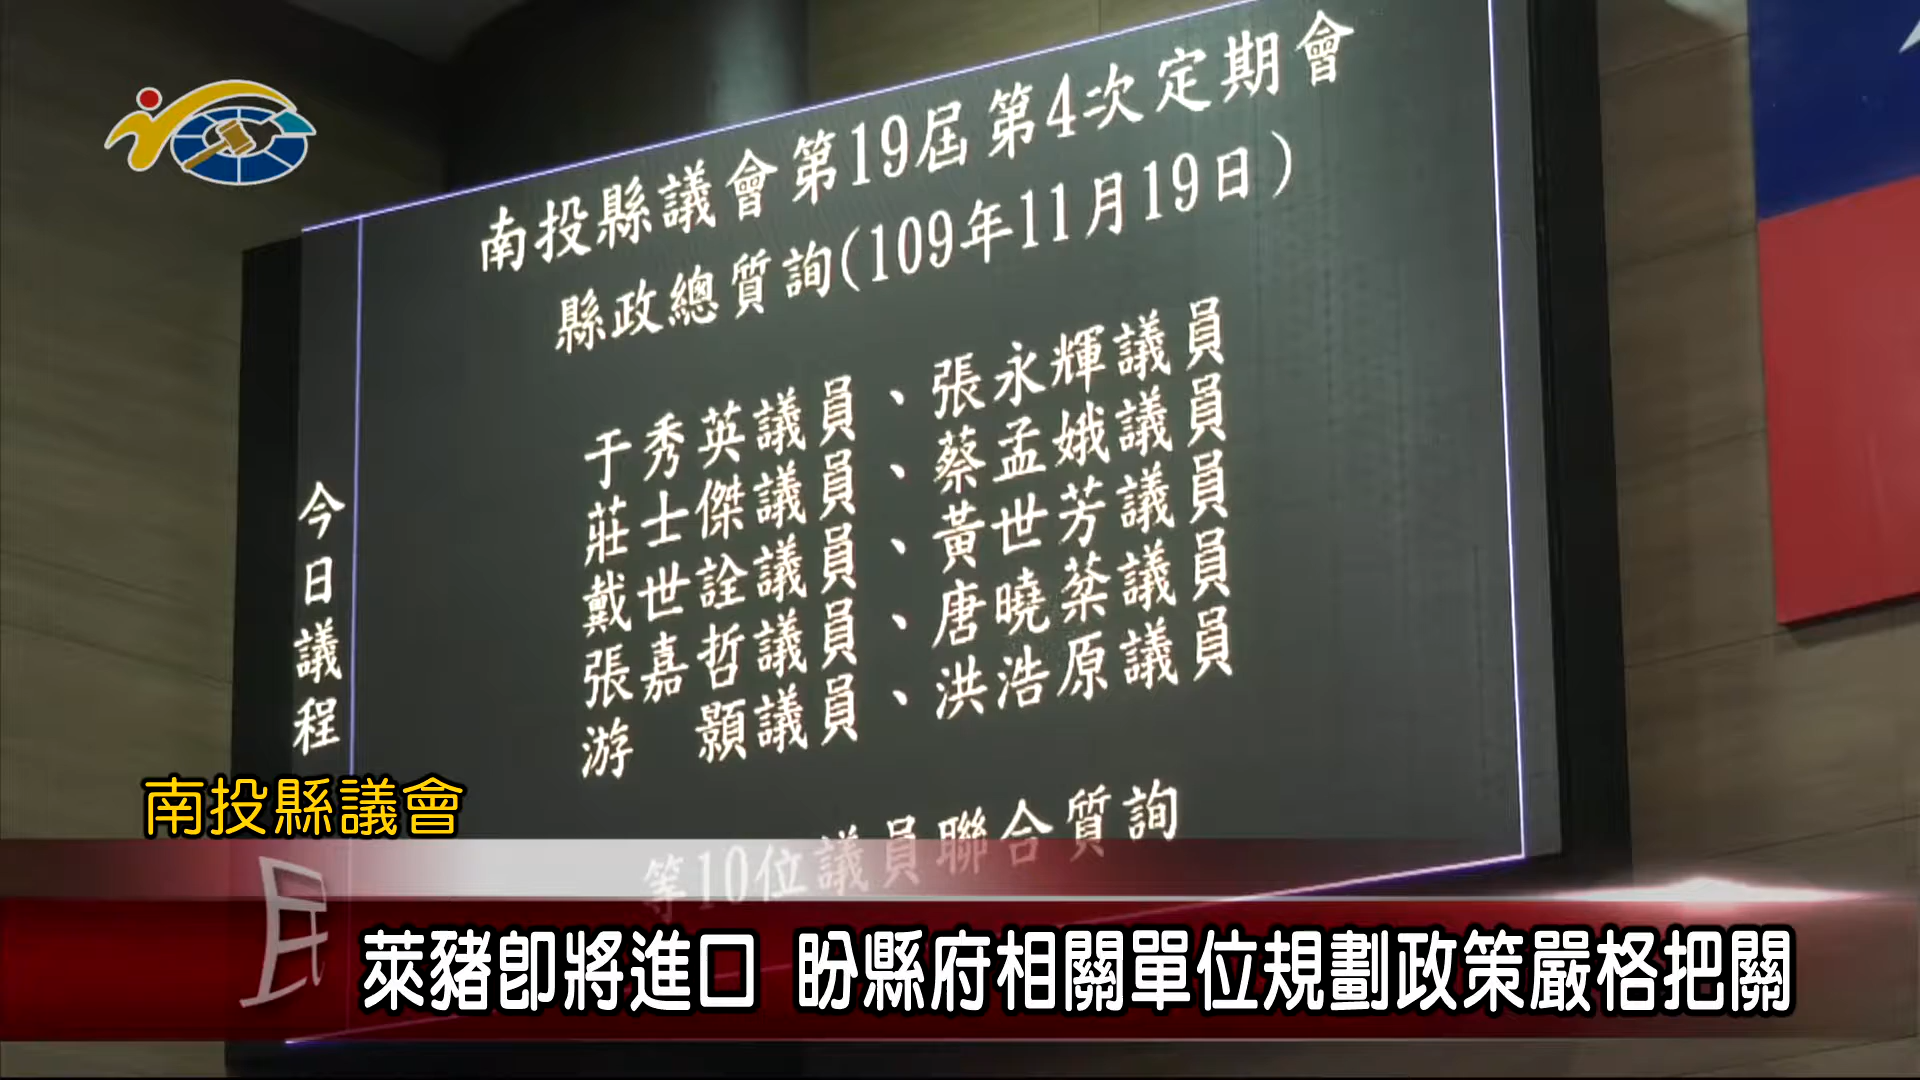 南投縣議會第19屆第4次定期會
縣政總質詢(109年11月19日)
于秀英議員、張永輝議員
莊士傑議員、蔡孟娥議員
戴世詮議員、黃世芳議員
張嘉哲議員、唐曉棻議員
游 顥議員、洪浩原議員
等10位議員聯合質詢
今日議程
南投縣議會
民
萊豬即將進口 盼縣府相關單位規劃政策嚴格把關